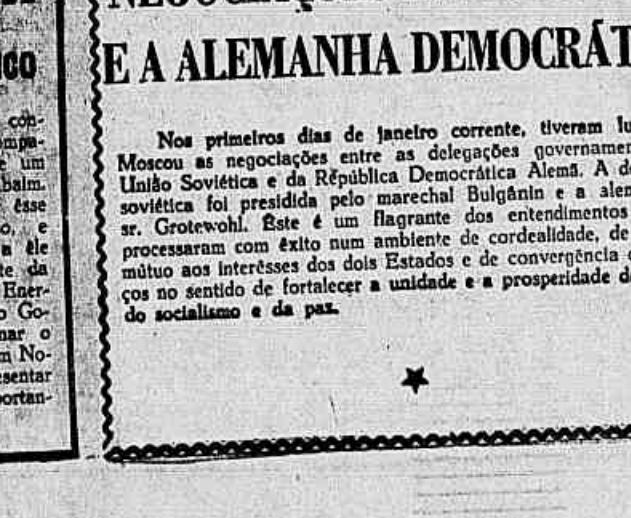 ICO
con-
ompa-
e um
balm.
êsse
o, e
a êle
te da
Ener-
o Go-
nar o
m No-
sentar
portan-
NEGOCIAÇ
E A ALEMANHA DEMOCRÁT
Nos primeiros dias de janeiro corrente, tiveram lu
Moscou as negociações entre as delegações governamen
União Soviética e da República Democrática Alemã. A d
soviética foi presidida pelo marechal Bulgânin e a alem
sr. Grotewohl. Êste é um flagrante dos entendimentos
processaram com êxito num ambiente de cordealidade, de
mútuo aos interêsses dos dois Estados e de convergência
ços no sentido de fortalecer a unidade e a prosperidade d
do socialismo e da paz.